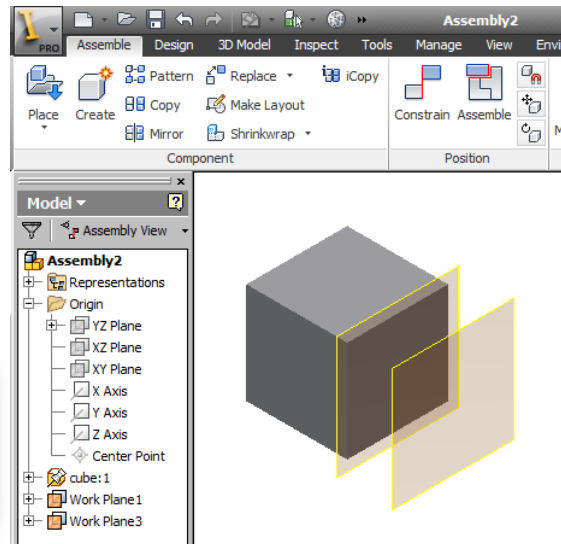 Assembly2
PRO
Assemble Design 3D Model Inspect Tools Manage View Envi
Place
Create
Pattern
Copy
Mirror
Replace
Make Layout
Shrinkwrap
iCopy
Constrain Assemble
M
Component Position
Model
Assembly View
Assembly2
Representations
Origin
YZ Plane
XZ Plane
XY Plane
X Axis
Y Axis
Z Axis
Center Point
cube:1
Work Plane1
Work Plane3